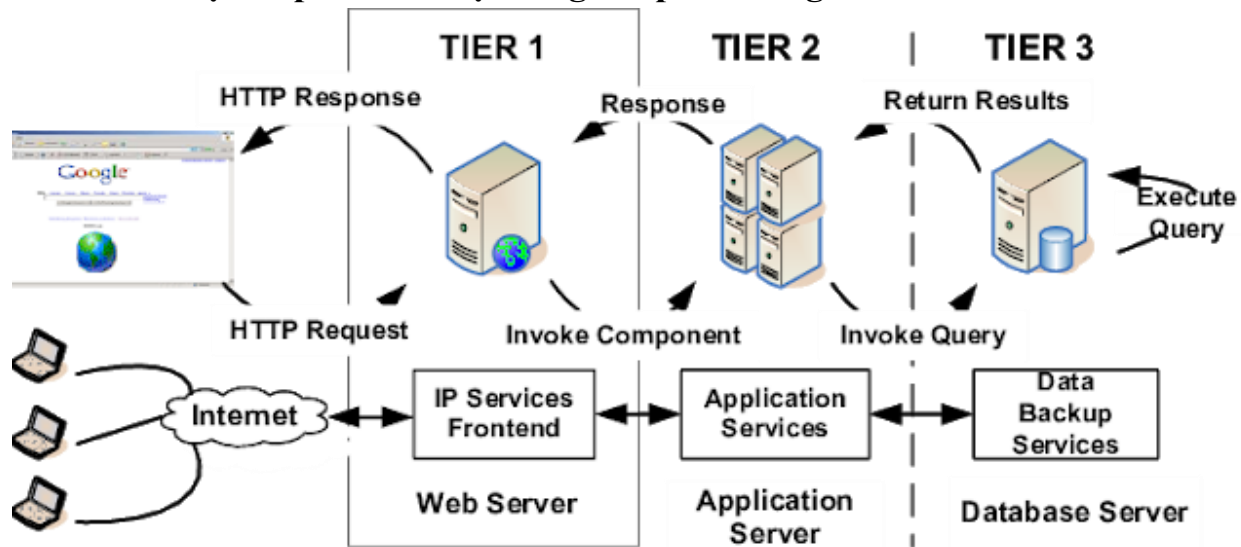 TIER 1
TIER 2
TIER 3
HTTP Response
Response
Return Results
Google
Execute
Query
HTTP Request
Invoke Component
Invoke Query
Internet
IP Services
Frontend
Application
Services
Data
Backup
Services
Web Server
Application
Server
Database Server